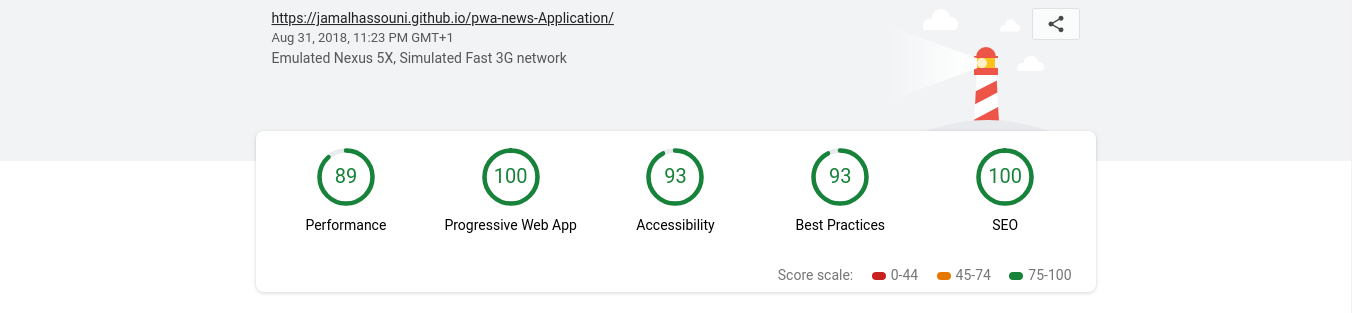 https://jamalhassouni.github.io/pwa-news-Application/
Aug 31, 2018, 11:23 PM GMT+1
Emulated Nexus 5X, Simulated Fast 3G network
89 100 93 93 100
Performance Progressive Web App Accessibility Best Practices SEO
Score scale: 0-44 45-74 75-100